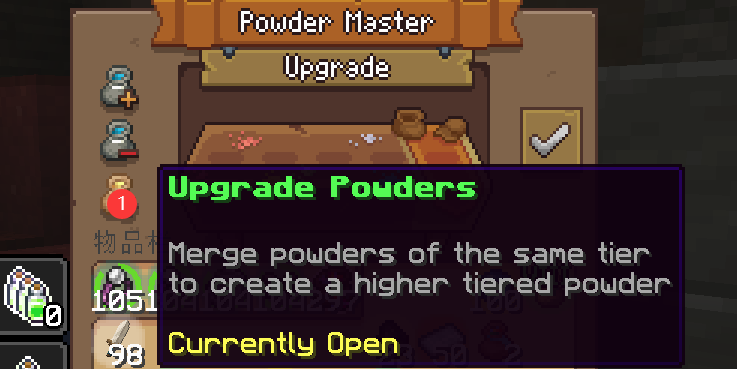 Powder Master
Upgrade
1
Upgrade Powders
Merge powders of the same tier
to create a higher tiered powder
Currently Open
物品
0
1051
98